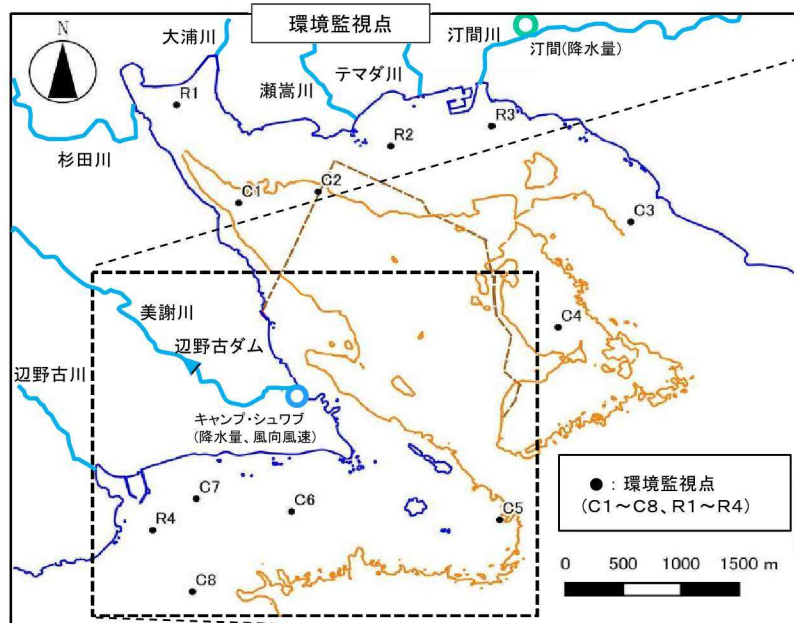 環境監視点
N
大浦川
汀間川
汀間(降水量)
テマダ川
瀬嵩川
R1
R2
R3
杉田川
C1
C2
C3
美謝川
C4
辺野古ダム
辺野古川
キャンプ・シュワブ
(降水量、風向風速)
C7
C6
C5
R4
C8
●：環境監視点
(C1～C8、R1～R4)
0 500 1000 1500 m